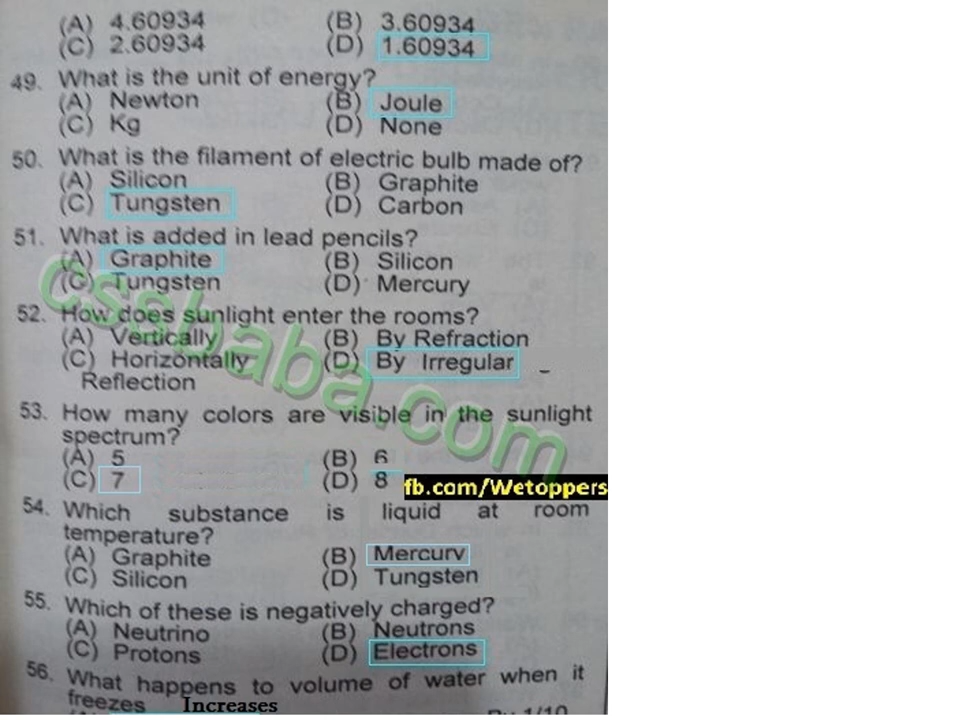 (A) 4.60934 (B) 3.60934
(C) 2.60934 (D) 1.60934
49. What is the unit of energy?
(A) Newton (B) Joule
(C) Kg (D) None
50. What is the filament of electric bulb made of?
(A) Silicon (B) Graphite
(C) Tungsten (D) Carbon
51. What is added in lead pencils?
(A) Graphite (B) Silicon
(C) Tungsten (D) Mercury
52. How does sunlight enter the rooms?
(A) Vertically (B) By Refraction
(C) Horizontally (D) By Irregular
Reflection
53. How many colors are visible in the sunlight
spectrum?
(A) 5 (B) 6
(C) 7 (D) 8
fb.com/Wetoppers
54. Which substance is liquid at room
temperature?
(A) Graphite (B) Mercury
(C) Silicon (D) Tungsten
55. Which of these is negatively charged?
(A) Neutrino (B) Neutrons
(C) Protons (D) Electrons
56. What happens to volume of water when it
freezes Increases
By 1/10
cssbaba.com